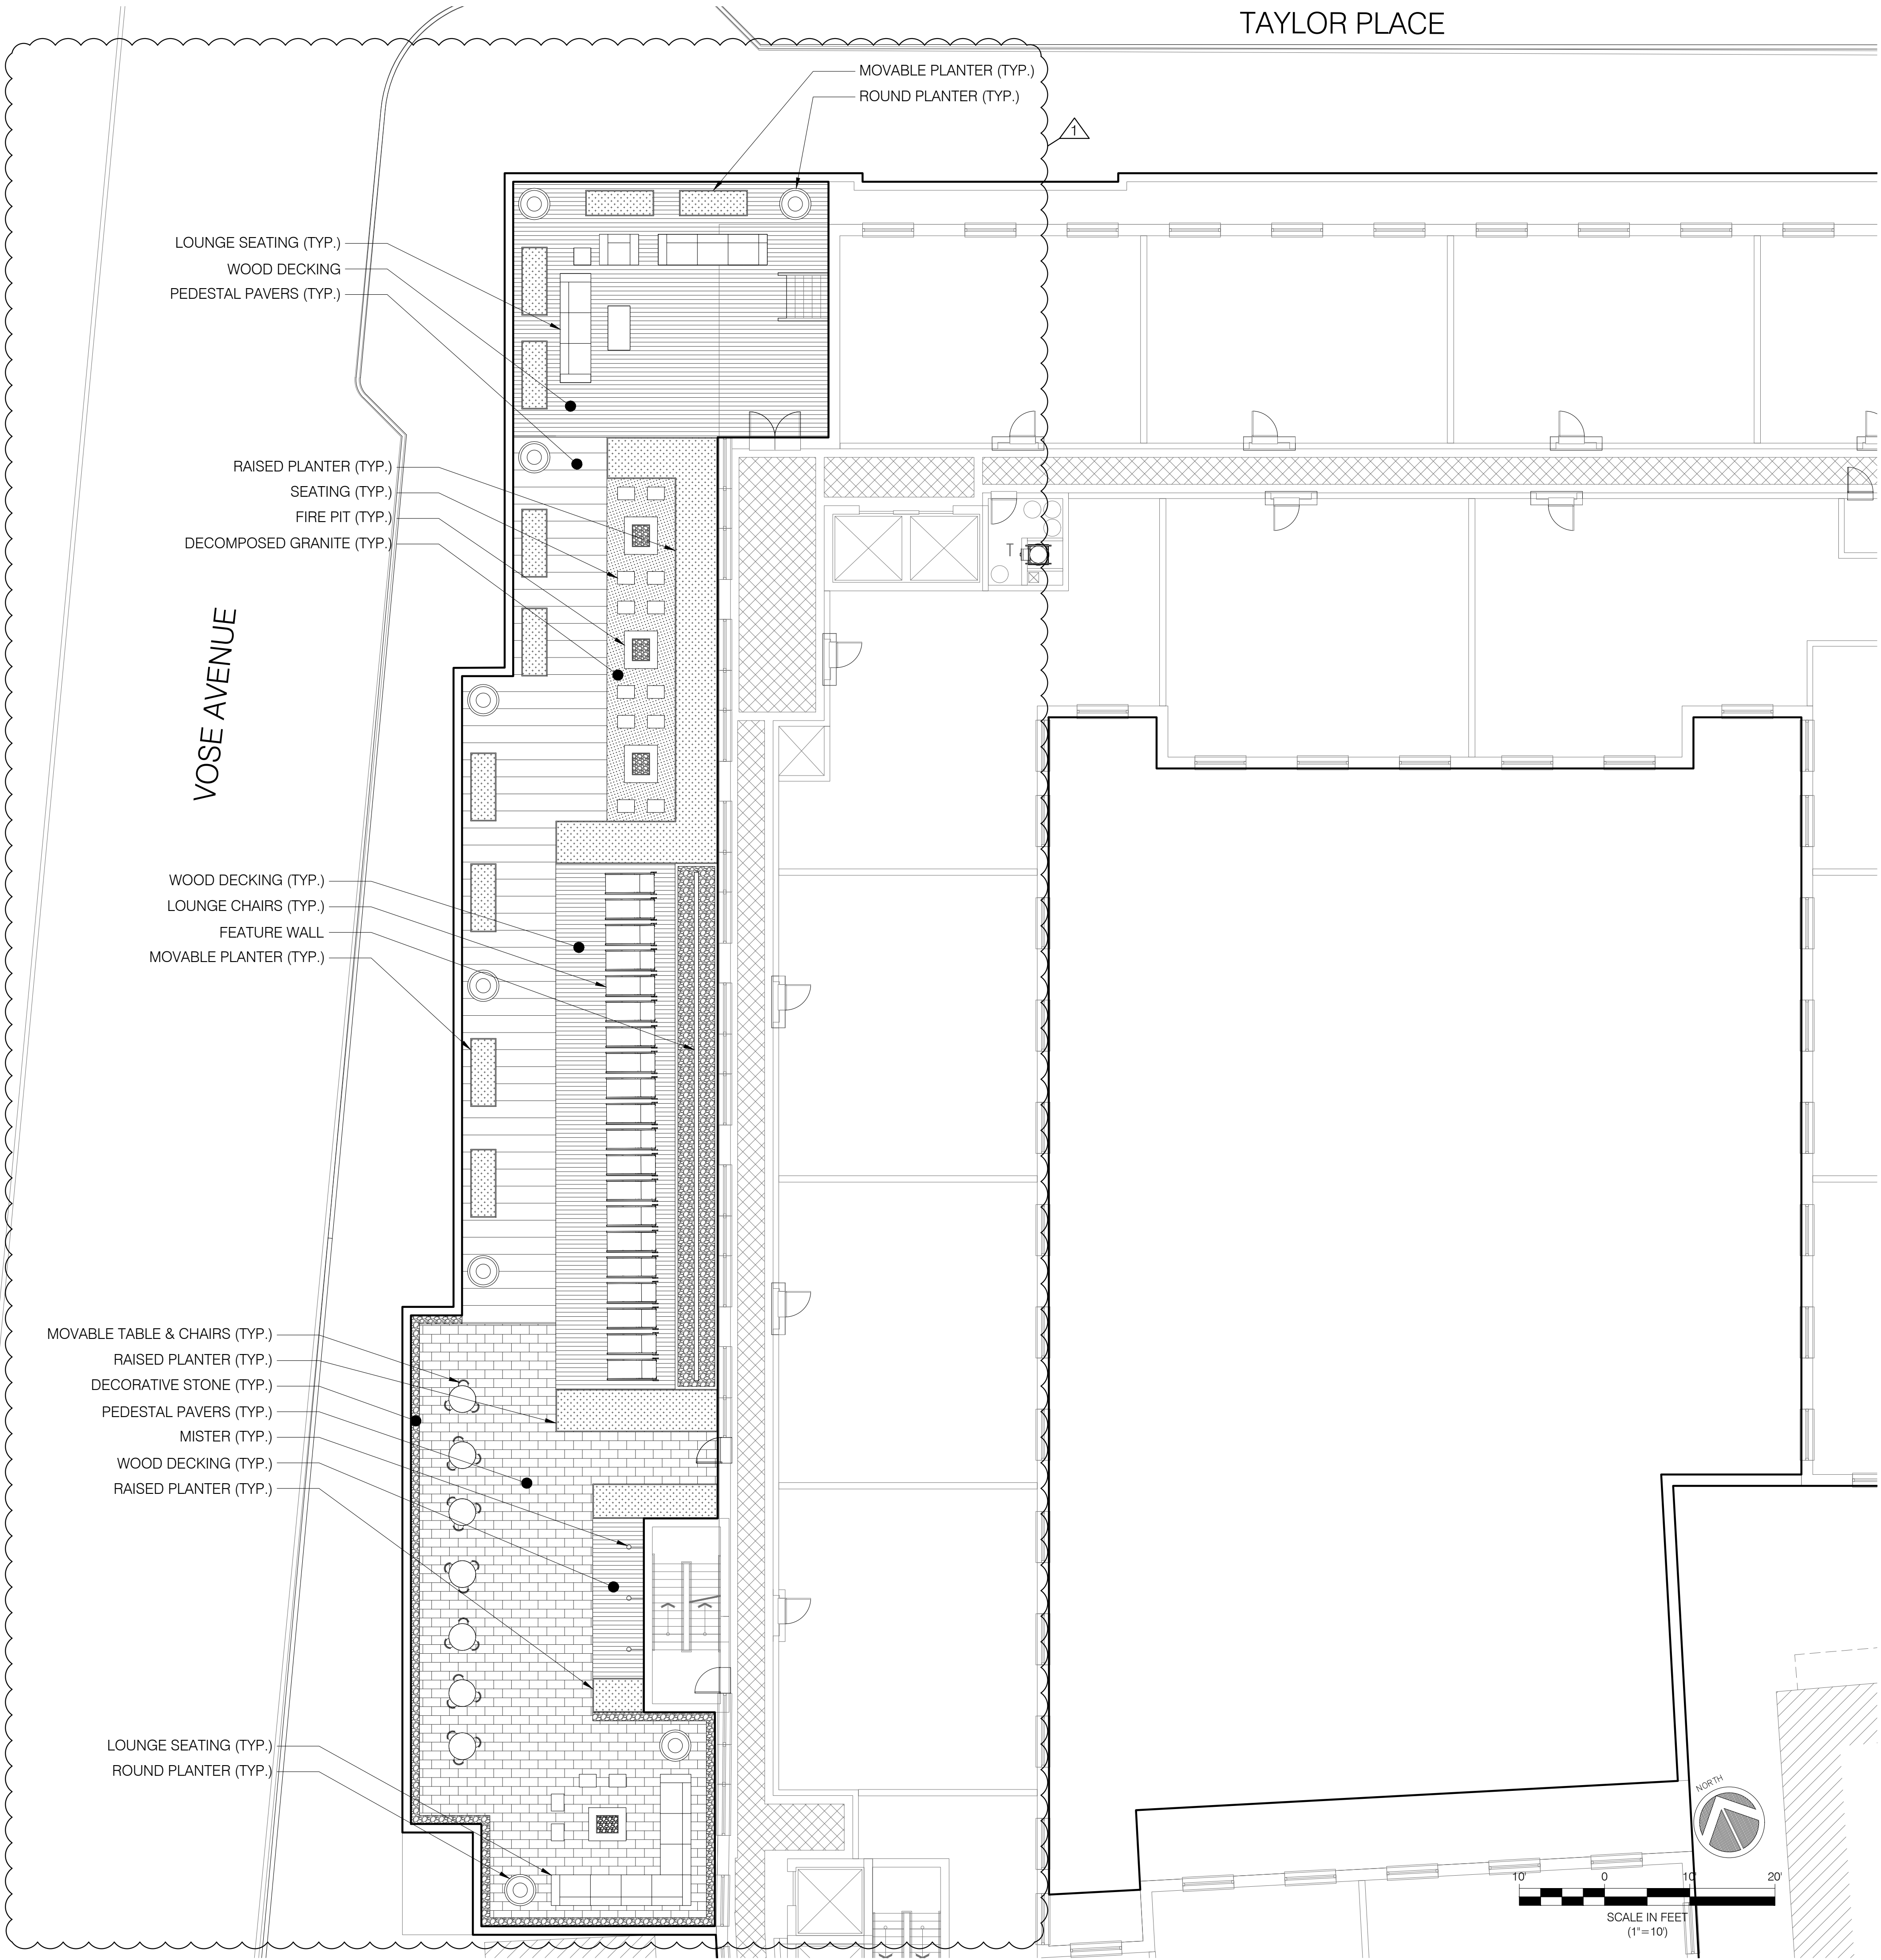 TAYLOR PLACE
MOVABLE PLANTER (TYP.)
ROUND PLANTER (TYP.)
1
LOUNGE SEATING (TYP.)
WOOD DECKING
PEDESTAL PAVERS (TYP.)
RAISED PLANTER (TYP.)
SEATING (TYP.)
FIRE PIT (TYP.)
DECOMPOSED GRANITE (TYP.)
T
VOSE AVENUE
WOOD DECKING (TYP.)
LOUNGE CHAIRS (TYP.)
FEATURE WALL
MOVABLE PLANTER (TYP.)
MOVABLE TABLE & CHAIRS (TYP.)
RAISED PLANTER (TYP.)
DECORATIVE STONE (TYP.)
PEDESTAL PAVERS (TYP.)
MISTER (TYP.)
WOOD DECKING (TYP.)
RAISED PLANTER (TYP.)
LOUNGE SEATING (TYP.)
ROUND PLANTER (TYP.)
NORTH
10' 0 10' 20'
SCALE IN FEET
(1"=10')